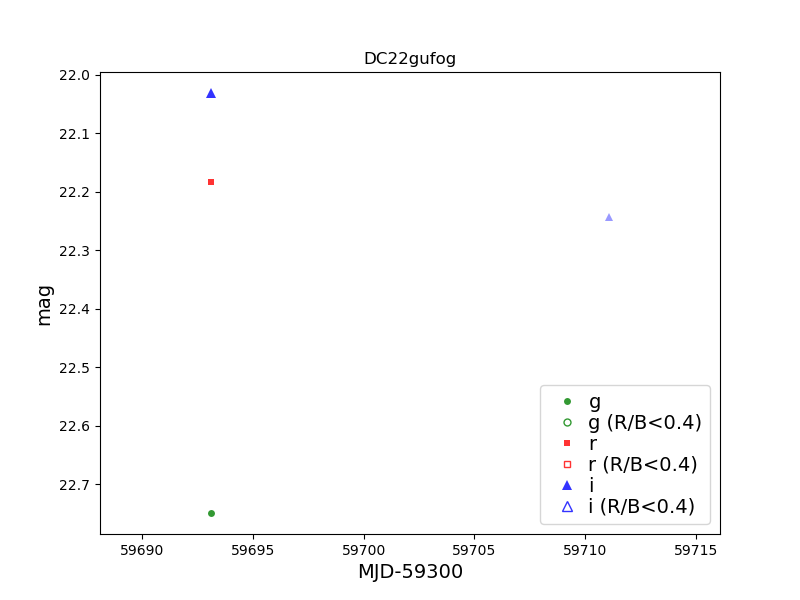 DC22gufog
22.0
22.1
22.2
22.3
22.4
22.5
22.6
22.7
mag
59690
59695
59700
59705
59710
59715
MJD-59300
g
g (R/B<0.4)
r
r (R/B<0.4)
i
i (R/B<0.4)